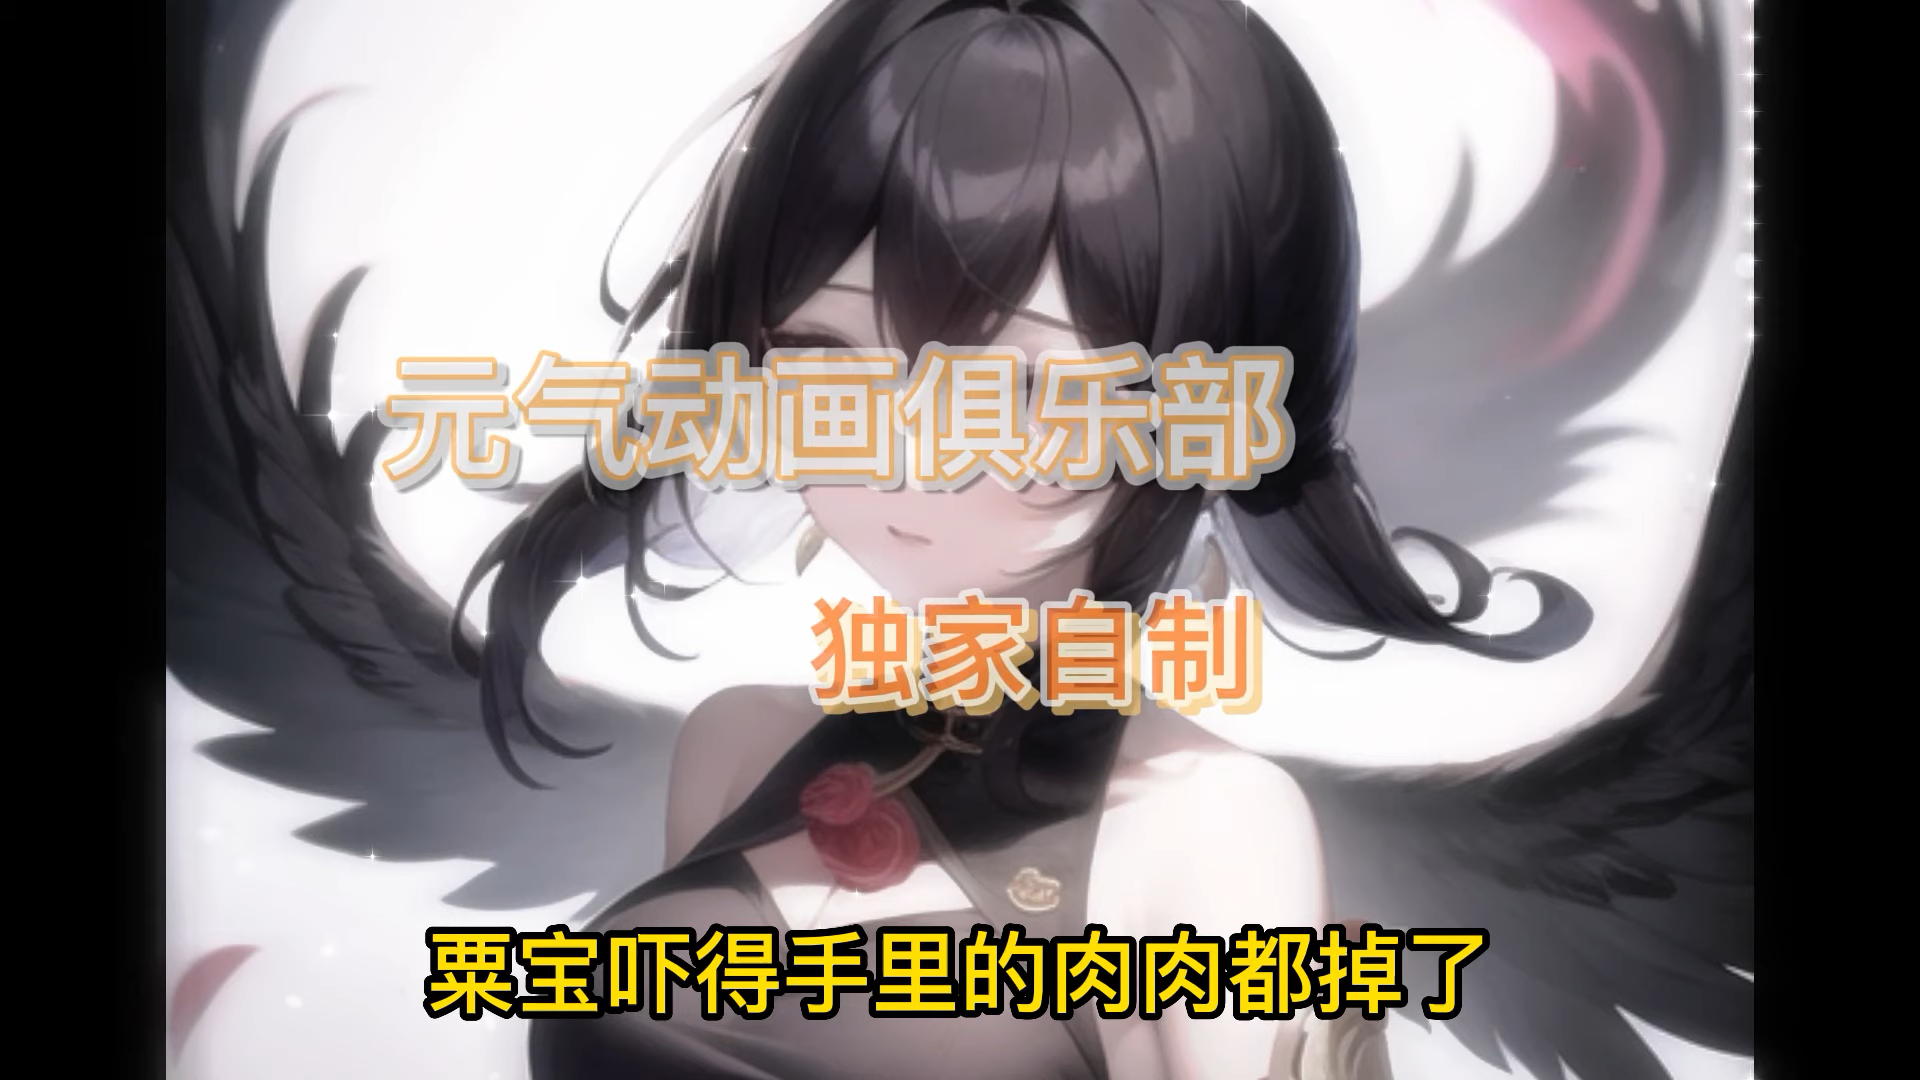 元气动画俱乐部
独家自制
粟宝吓得手里的肉肉都掉了